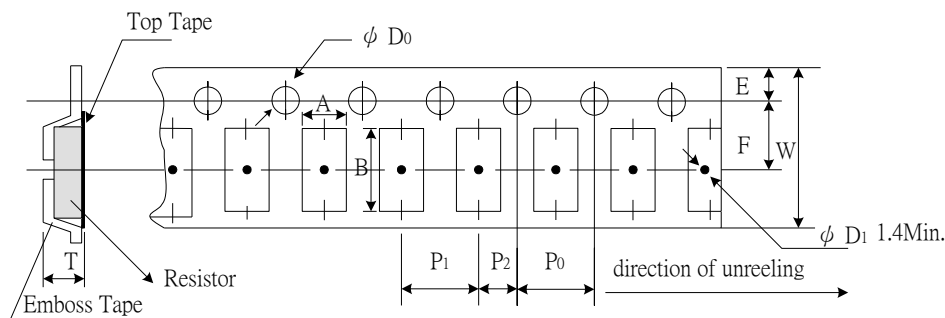 Top Tape
φ D0
A
E
B
F
W
φ D1 1.4Min.
T
P1
P2
P0
direction of unreeling
Resistor
Emboss Tape